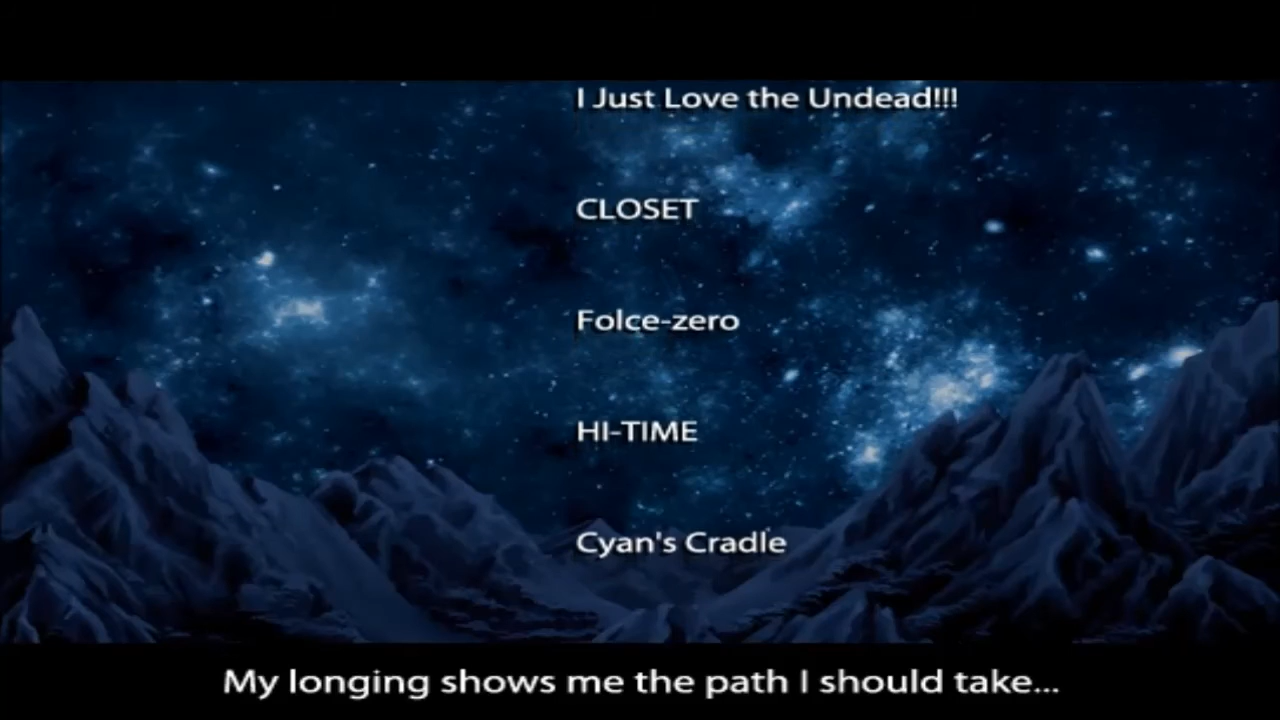 I Just Love the Undead!!!
CLOSET
Folce-zero
HI-TIME
Cyan's Cradle
My longing shows me the path I should take...